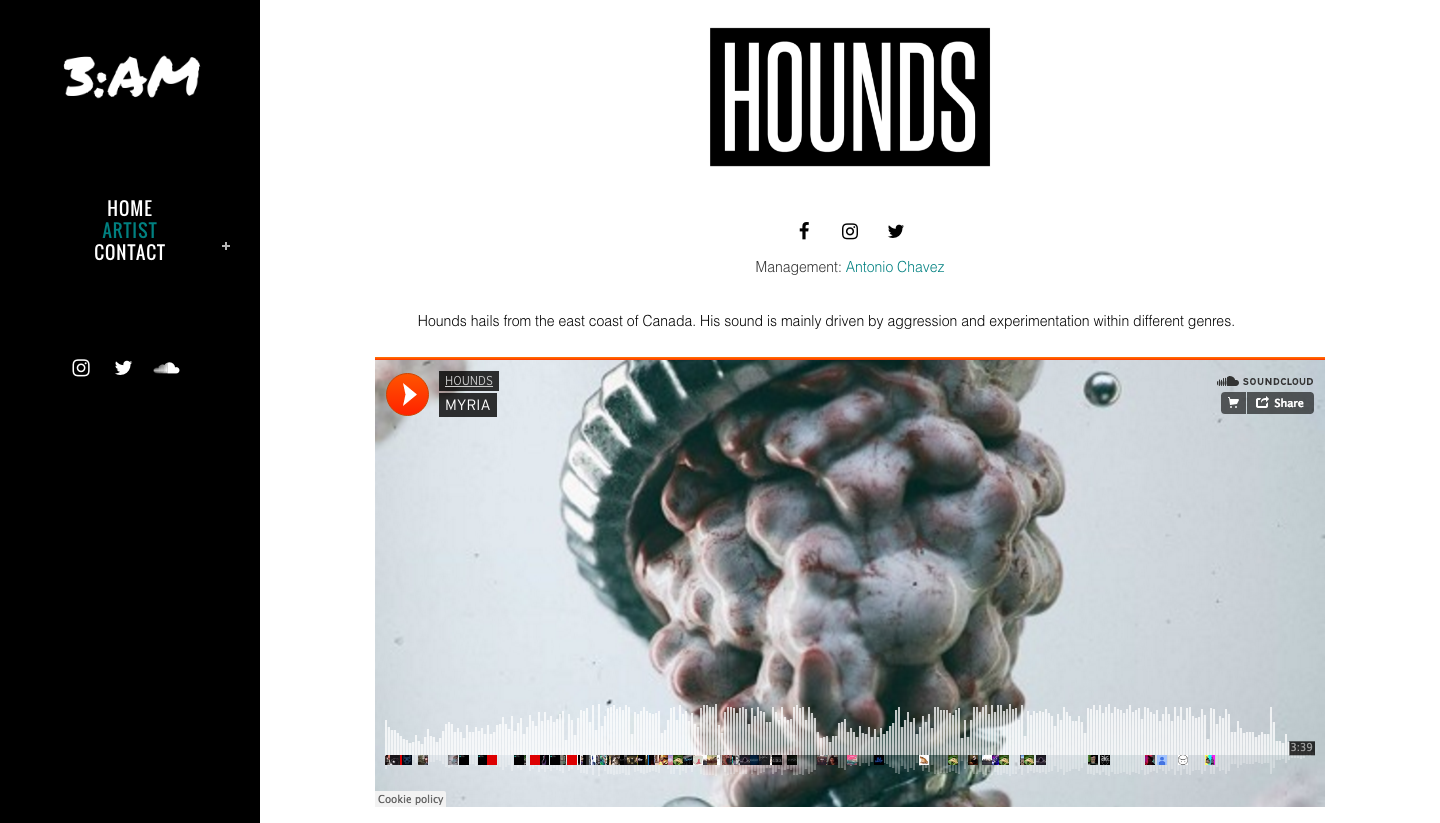 3:AM
HOME
ARTIST
CONTACT
+
HOUNDS
Management: Antonio Chavez
Hounds hails from the east coast of Canada. His sound is mainly driven by aggression and experimentation within different genres.
HOUNDS
MYRIA
SOUNDCLOUD
Share
3:39
Cookie policy